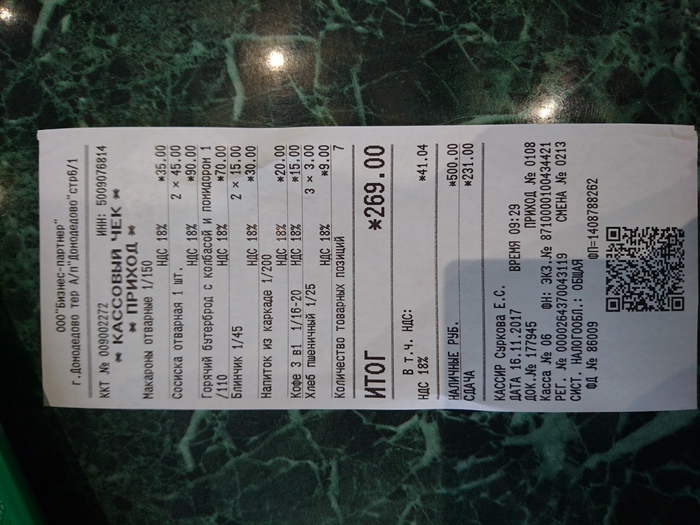 ООО"Бизнес-партнер"
г.Домодедово тер А/п"Домодедово"стр6/1
ККТ № 009002272 ИНН: 5009076814
* КАССОВЫЙ ЧЕК *
* ПРИХОД *
Макароны отварные 1/150
НДС 18% *35.00
2 × 45.00
Сосиска отварная 1 шт.
НДС 18% *90.00
Горячий бутерброд с колбасой и помидором 1
/110 НДС 18% *70.00
2 × 15.00
Блинчик 1/45
НДС 18% *30.00
Напиток из каркаде 1/200
НДС 18% *20.00
Кофе 3 в1 1/16-20
НДС 18% *15.00
3 × 3.00
Хлеб пшеничный 1/25
НДС 18% *9.00
Количество товарных позиций 7
ИТОГ *269.00
В т.ч. НДС:
НДС 18% *41.04
НАЛИЧНЫЕ РУБ. *500.00
СДАЧА *231.00
КАССИР Суркова Е.С.
ДАТА 16.11.2017 ВРЕМЯ 09:29
ДОК.№ 177945 ПРИХОД № 0108
Касса № 06 ФН: ЭКЗ.№ 8710000100434421
РЕГ. № 0000264370043119 СМЕНА № 0213
СИСТ. НАЛОГООБЛ.: ОБЩАЯ
ФД № 86009 ФП=1408788262